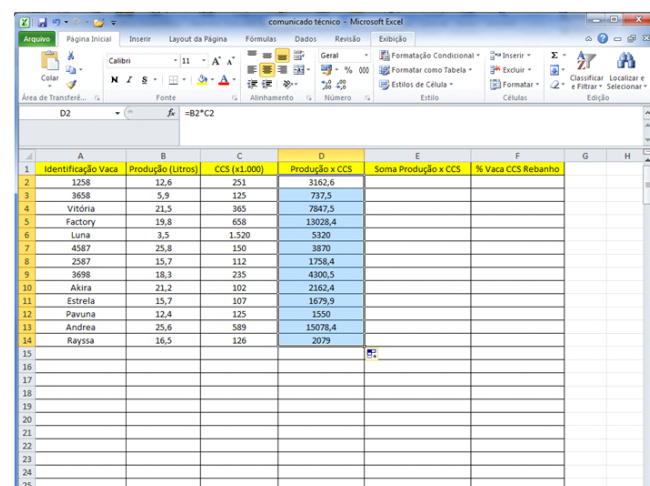 comunicado técnico - Microsoft Excel
Arquivo Página Inicial Inserir Layout da Página Fórmulas Dados Revisão Exibição
Calibri 11 Geral Formatação Condicional Inserir
Formatar como Tabela Excluir
Colar N I S % 000 Estilos de Célula Formatar Classificar e Filtrar Localizar e Selecionar
Área de Transferê... Fonte Alinhamento Número Estilo Células Edição
D2 fx =B2*C2
A B C D E F G H
1 Identificação Vaca Produção (Litros) CCS (x1.000) Produção x CCS Soma Produção x CCS % Vaca CCS Rebanho
2 1258 12,6 251 3162,6
3 3658 5,9 125 737,5
4 Vitória 21,5 365 7847,5
5 Factory 19,8 658 13028,4
6 Luna 3,5 1.520 5320
7 4587 25,8 150 3870
8 2587 15,7 112 1758,4
9 3698 18,3 235 4300,5
10 Akira 21,2 102 2162,4
11 Estrela 15,7 107 1679,9
12 Pavuna 12,4 125 1550
13 Andrea 25,6 589 15078,4
14 Rayssa 16,5 126 2079
15
16
17
18
19
20
21
22
23
24
25